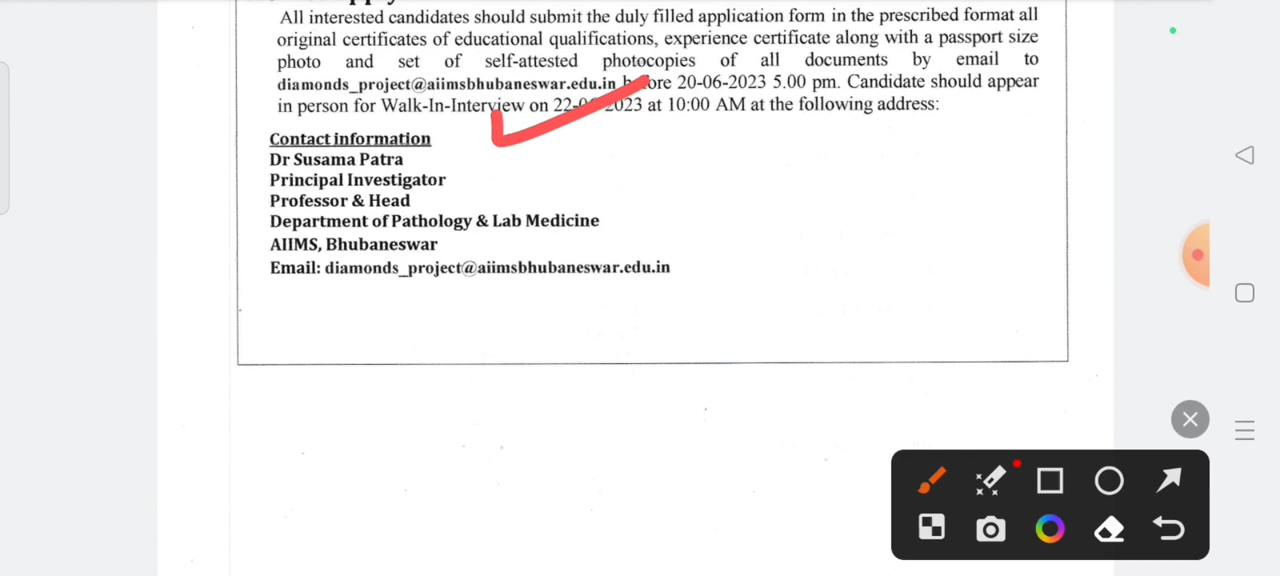 All interested candidates should submit the duly filled application form in the prescribed format all
original certificates of educational qualifications, experience certificate along with a passport size
photo and set of self-attested photocopies of all documents by email to
diamonds_project@aiimsbhubaneswar.edu.in before 20-06-2023 5.00 pm. Candidate should appear
in person for Walk-In-Interview on 22- 2023 at 10:00 AM at the following address:
Contact information
Dr Susama Patra
Principal Investigator
Professor & Head
Department of Pathology & Lab Medicine
AIIMS, Bhubaneswar
Email: diamonds_project@aiimsbhubaneswar.edu.in